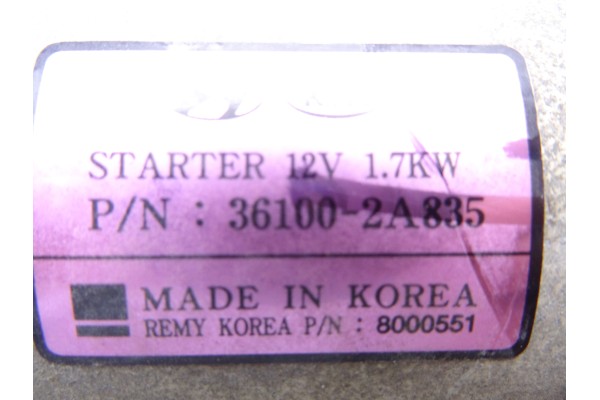 STARTER 12V 1.7KW
P/N : 36100-2A835
MADE IN KOREA
REMY KOREA P/N : 8000551